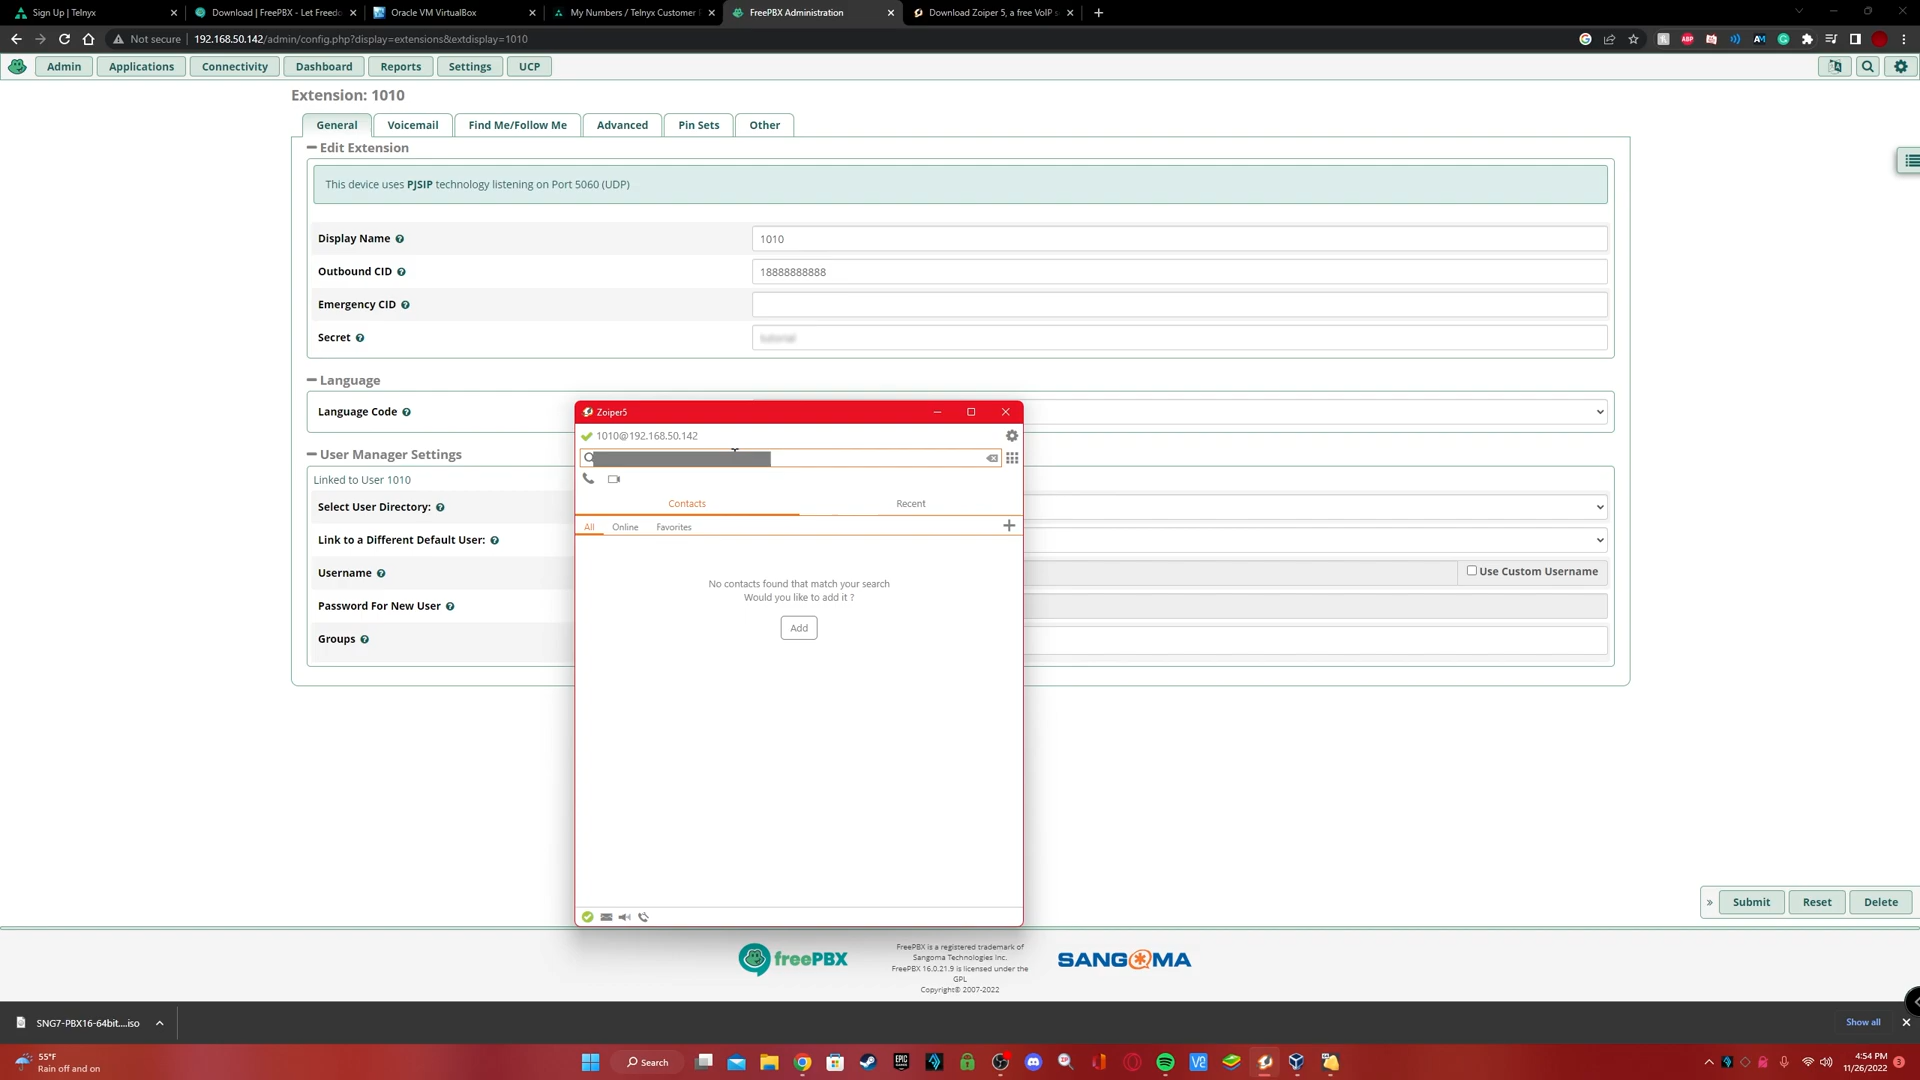 Sign Up | Telnyx
Download | FreePBX - Let Freedo
Oracle VM VirtualBox
My Numbers / Telnyx Customer
FreePBX Administration
Download Zoiper 5, a free VoIP s
Not secure
192.168.50.142/admin/config.php?display=extensions&extdisplay=1010
Admin
Applications
Connectivity
Dashboard
Reports
Settings
UCP
Extension: 1010
General
Voicemail
Find Me/Follow Me
Advanced
Pin Sets
Other
Edit Extension
This device uses PJSIP technology listening on Port 5060 (UDP)
Display Name
1010
Outbound CID
18888888888
Emergency CID
Secret
Language
Language Code
User Manager Settings
Linked to User 1010
Select User Directory:
Link to a Different Default User:
Username
Use Custom Username
Password For New User
Groups
Zoiper5
1010@192.168.50.142
Contacts
Recent
All
Online
Favorites
No contacts found that match your search
Would you like to add it ?
Add
Submit
Reset
Delete
freePBX
FreePBX is a registered trademark of
Sangoma Technologies Inc.
FreePBX 16.0.21.9 is licensed under the
GPL
Copyright© 2007-2022
SANGOMA
SNG7-PBX16-64bit....iso
Show all
55°F
Rain off and on
Search
4:54 PM
11/26/2022
3